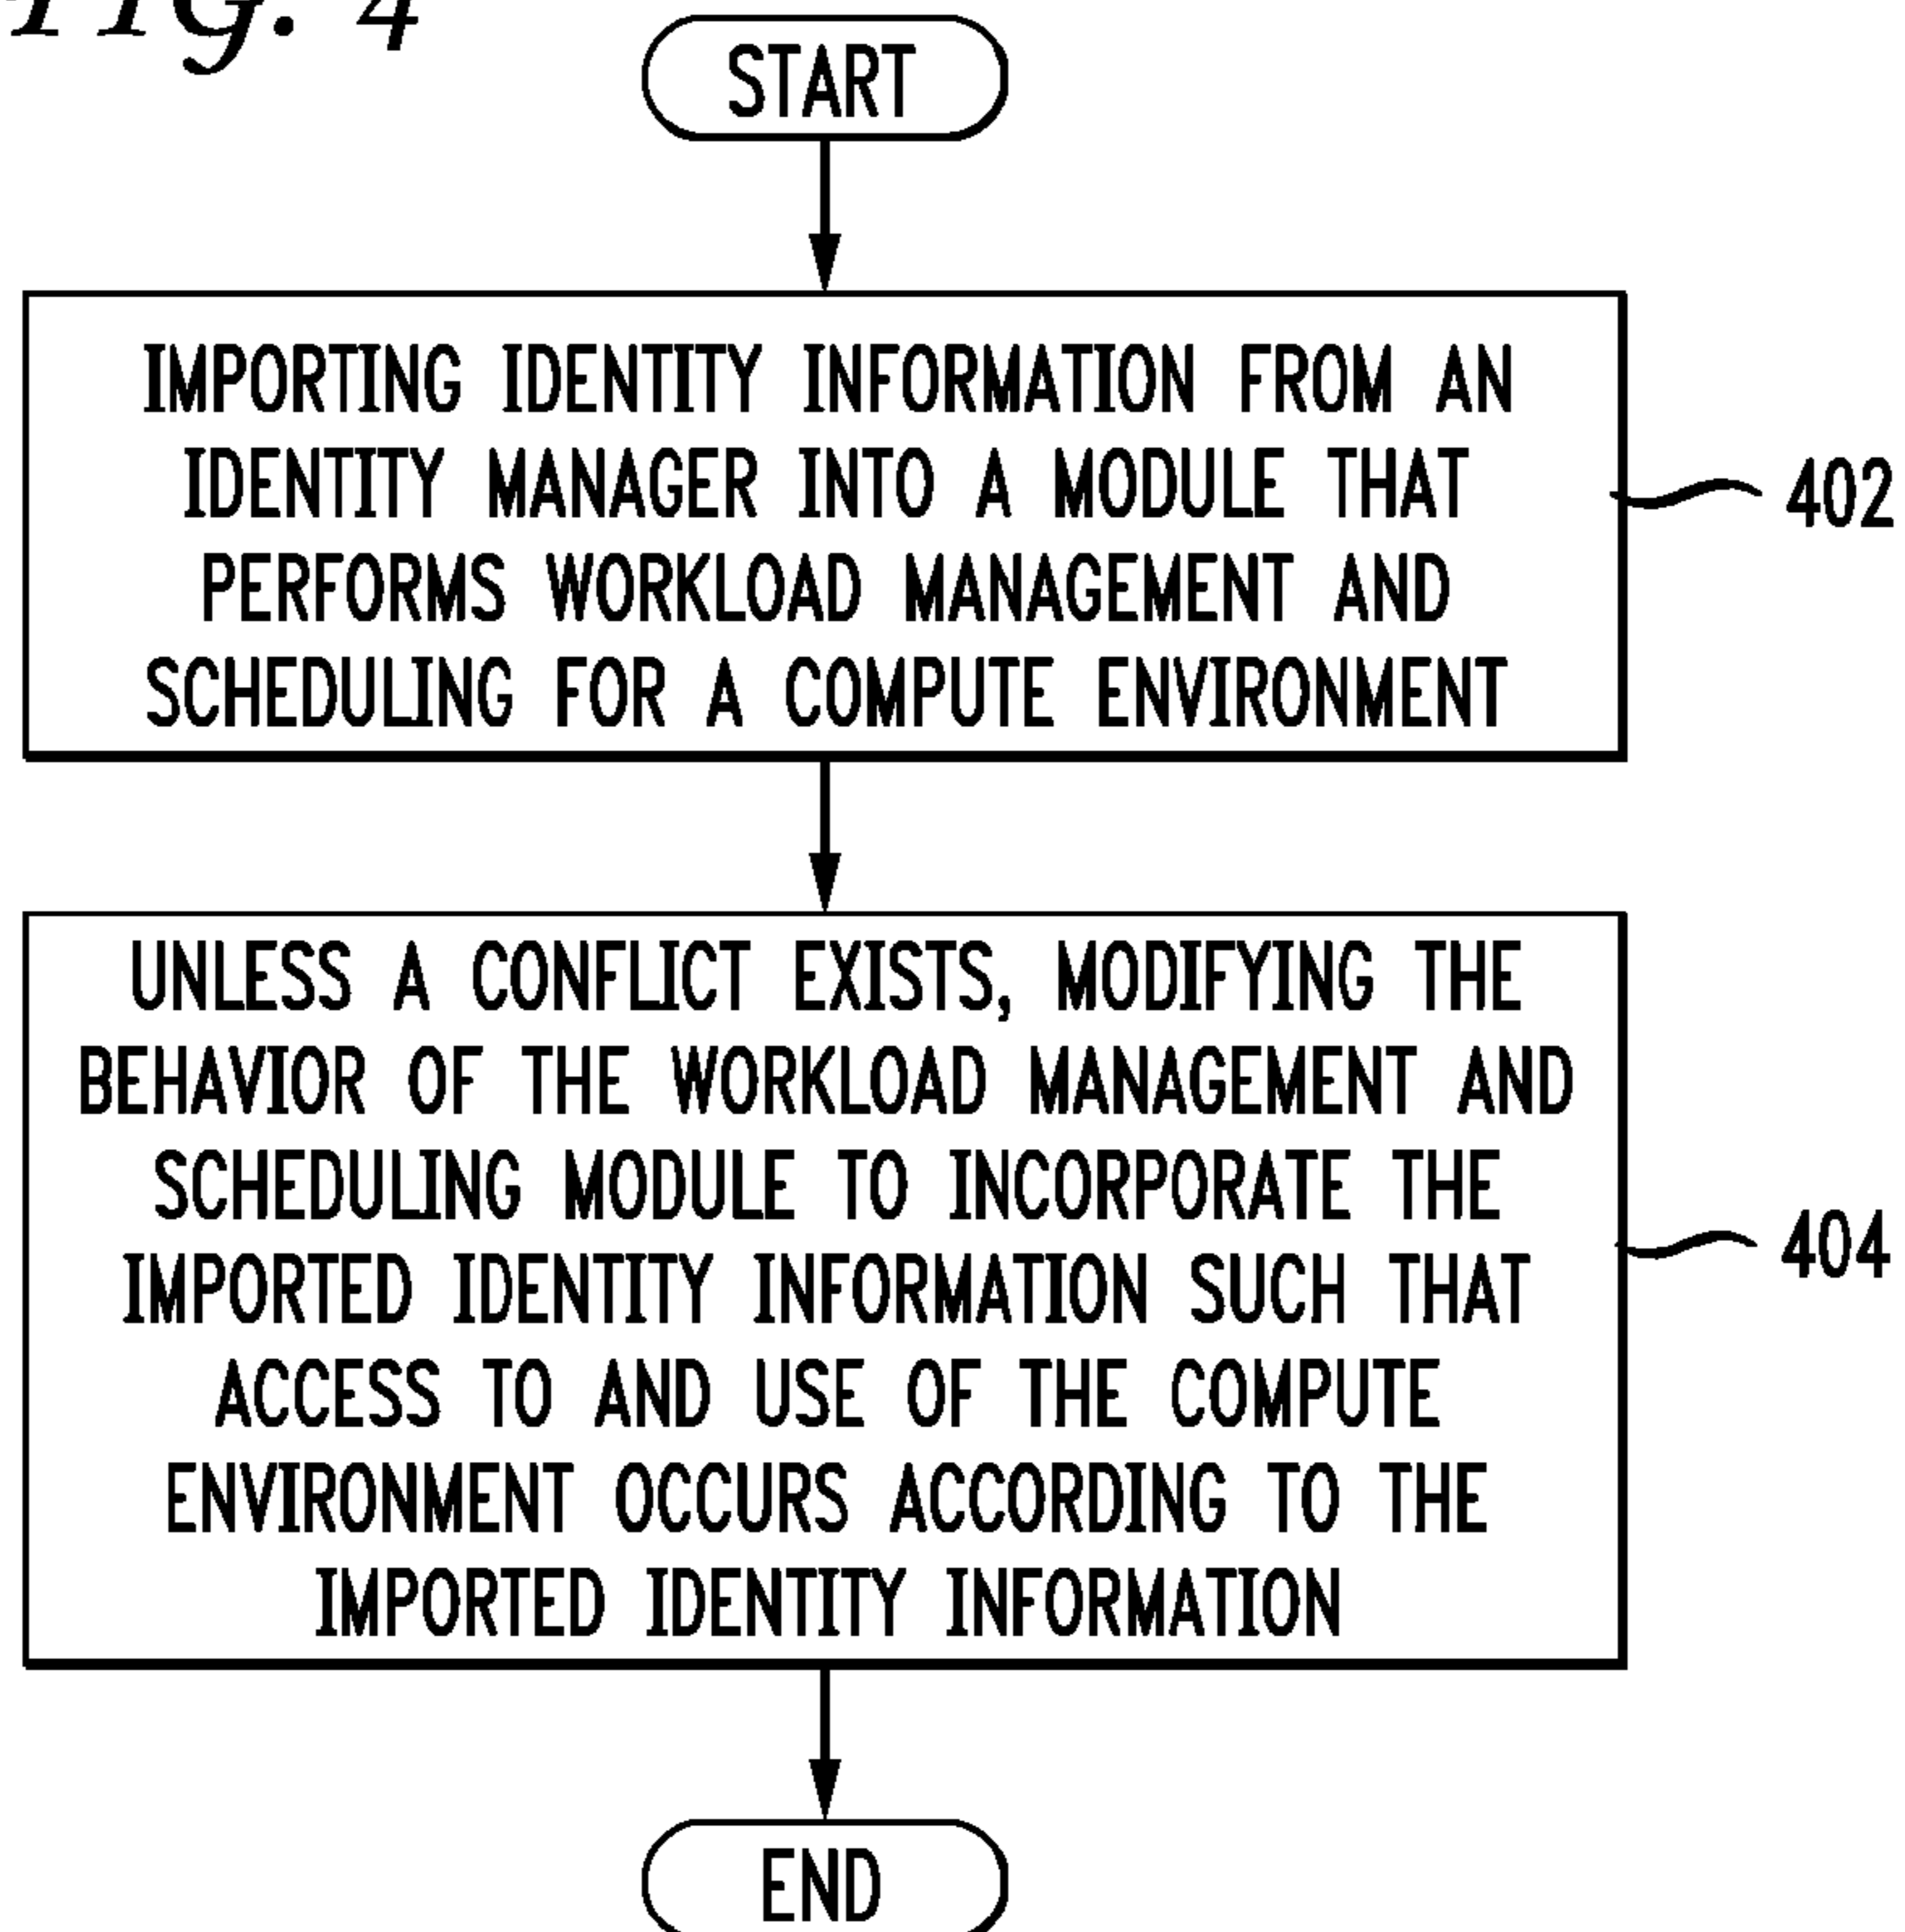 FIG. 4
START
IMPORTING IDENTITY INFORMATION FROM AN
IDENTITY MANAGER INTO A MODULE THAT
PERFORMS WORKLOAD MANAGEMENT AND
SCHEDULING FOR A COMPUTE ENVIRONMENT
402
UNLESS A CONFLICT EXISTS, MODIFYING THE
BEHAVIOR OF THE WORKLOAD MANAGEMENT AND
SCHEDULING MODULE TO INCORPORATE THE
IMPORTED IDENTITY INFORMATION SUCH THAT
ACCESS TO AND USE OF THE COMPUTE
ENVIRONMENT OCCURS ACCORDING TO THE
IMPORTED IDENTITY INFORMATION
404
END